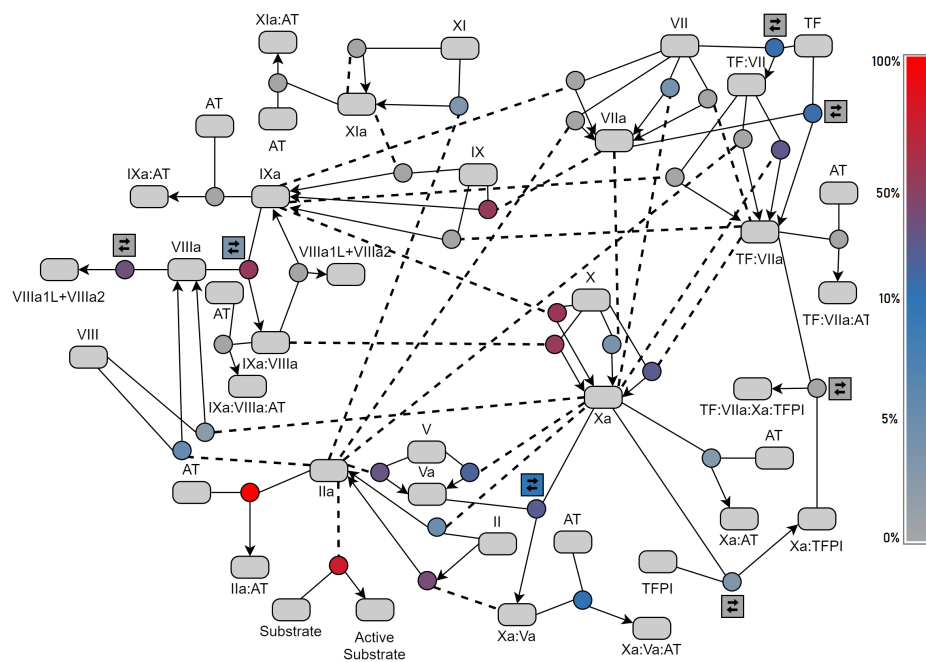 XIa:AT
XI
VII
TF
100%
TF:VII
AT
XIa
AT
VIIa
IX
AT
IXa:AT
IXa
50%
VIIIa
VIIIa1L+VIIIa2
TF:VIIa
VIIIa1L+VIIIa2
AT
X
TF:VIIa:AT
10%
VIII
IXa:VIIIa
IXa:VIIIa:AT
TF:VIIa:Xa:TFPI
Xa
5%
V
AT
AT
Va
IIa
II
AT
Xa:AT
Xa:TFPI
0%
IIa:AT
TFPI
Substrate
Active
Substrate
Xa:Va
Xa:Va:AT